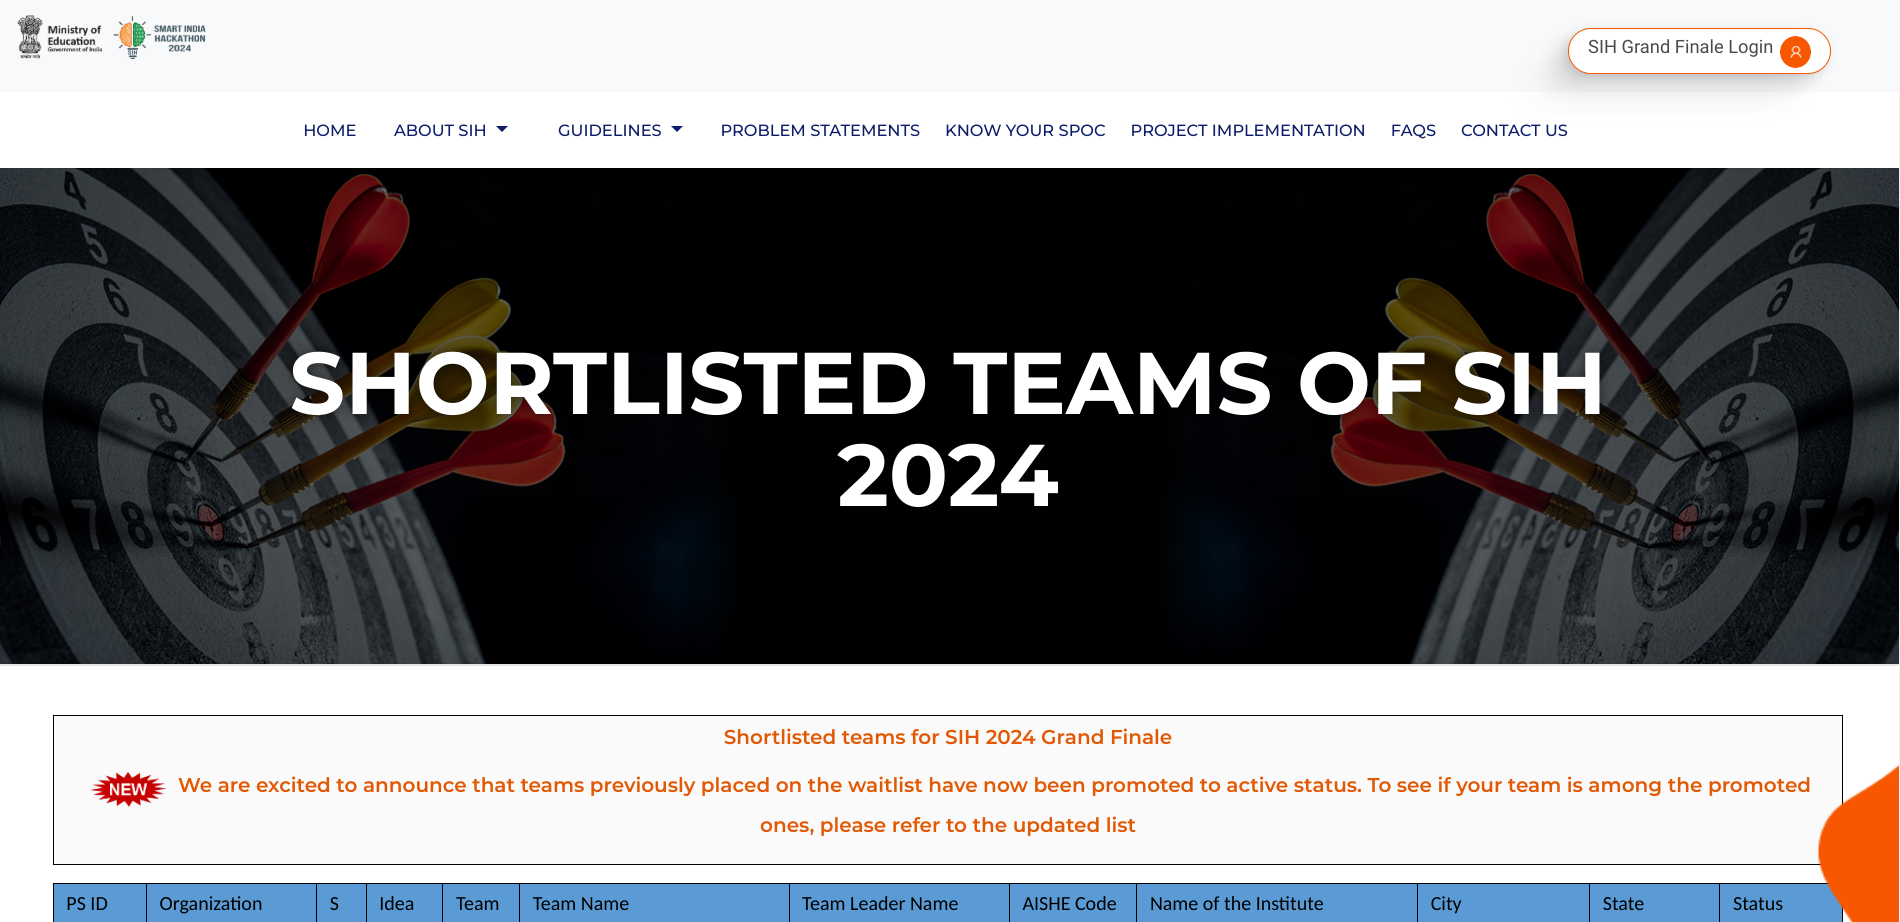 Ministry of
Education
Government of India
SMART INDIA
HACKATHON
2024
SIH
SIH Grand Finale Login
HOME ABOUT SIH GUIDELINES PROBLEM STATEMENTS KNOW YOUR SPOC PROJECT IMPLEMENTATION FAQS CONTACT US
SHORTLISTED TEAMS OF SIH
2024
Shortlisted teams for SIH 2024 Grand Finale
NEW We are excited to announce that teams previously placed on the waitlist have now been promoted to active status. To see if your team is among the promoted
ones, please refer to the updated list
PS ID Organization S Idea Team Team Name Team Leader Name AISHE Code Name of the Institute City State Status